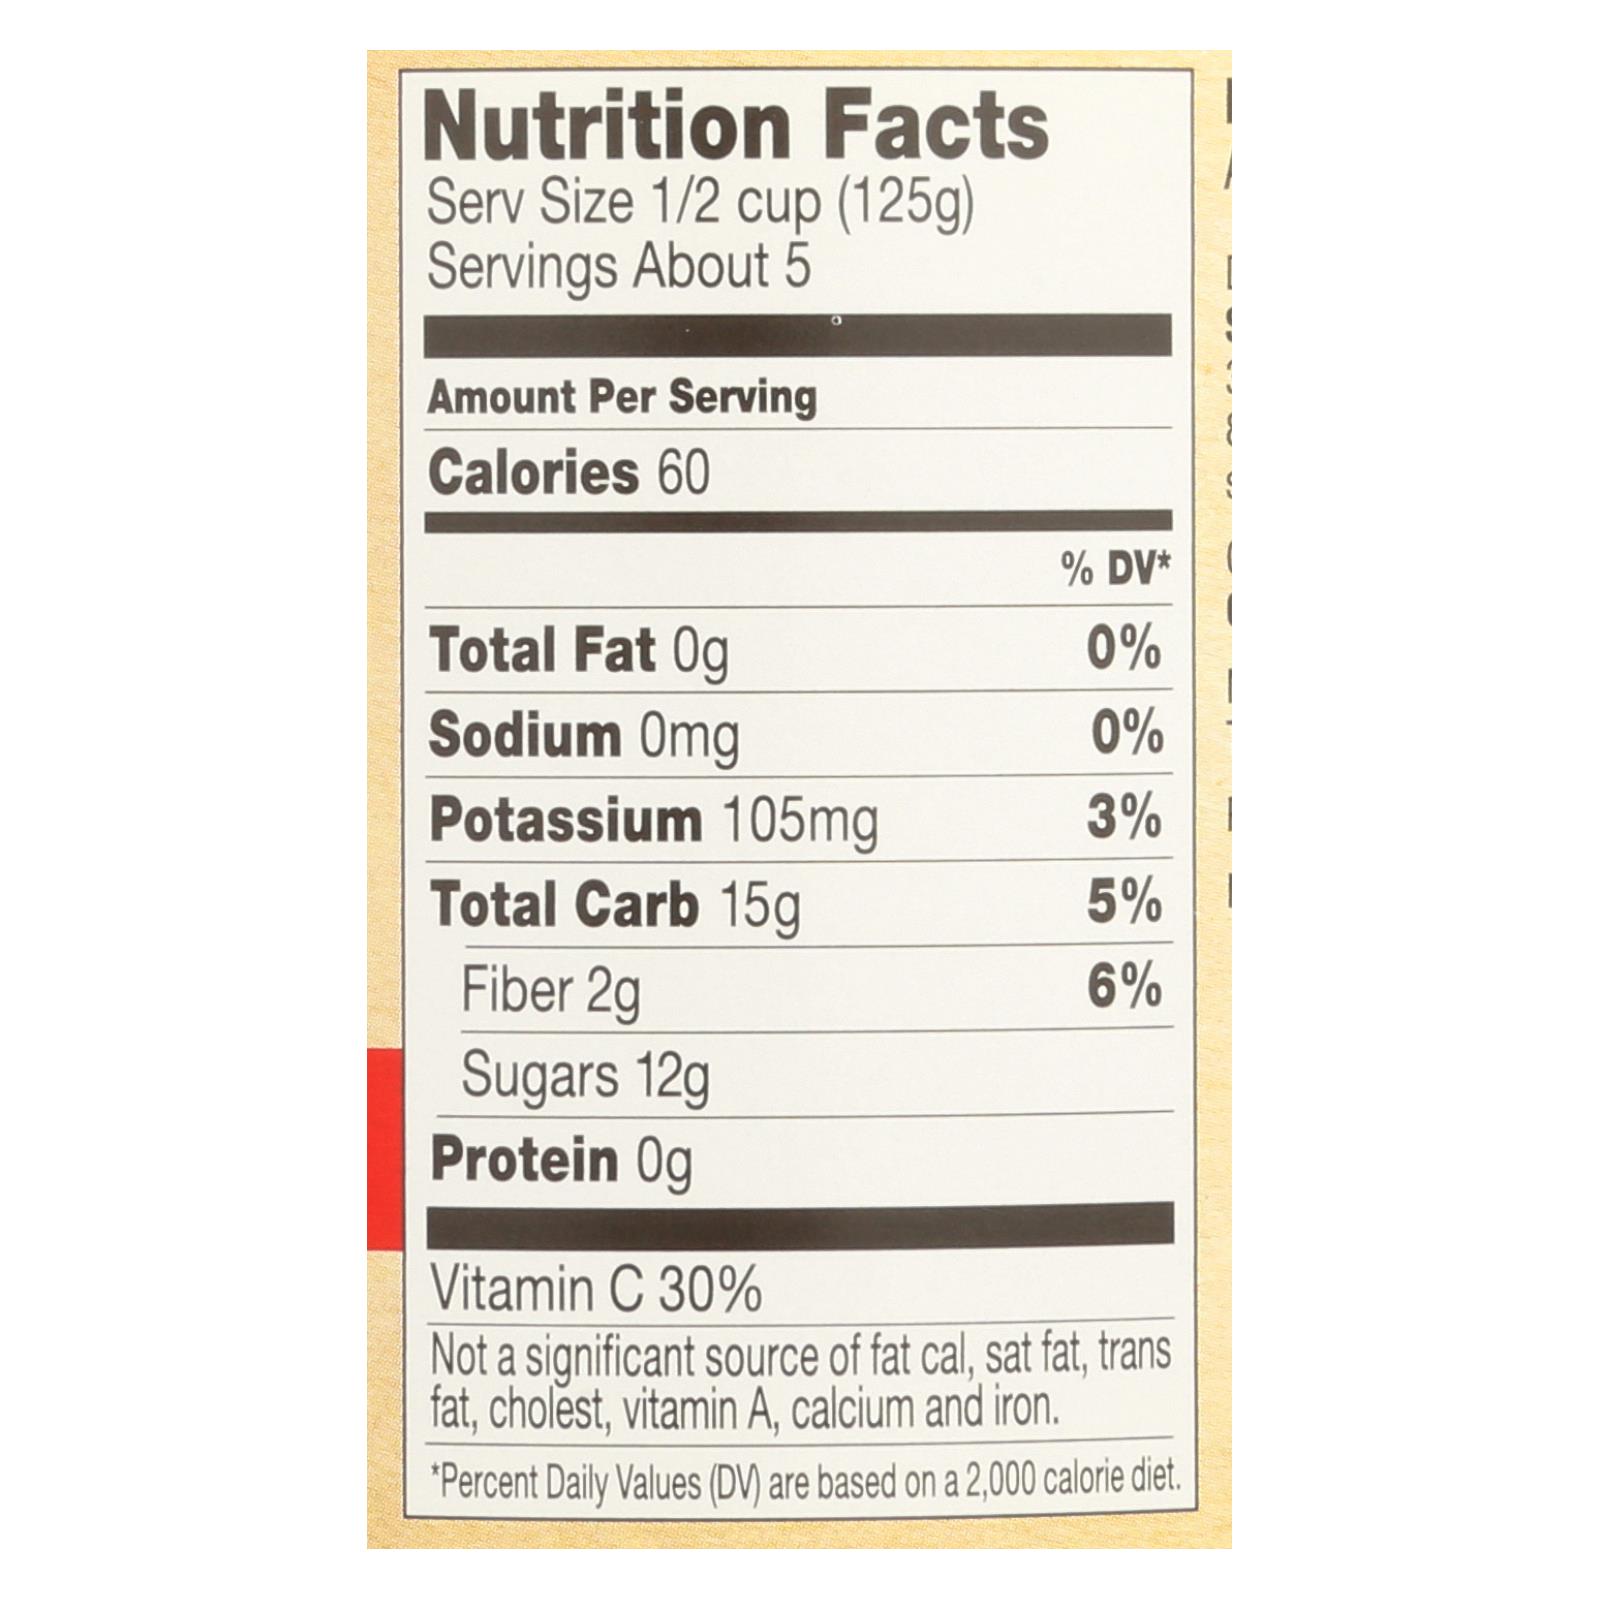 Nutrition Facts
Serv Size 1/2 cup (125g)
Servings About 5
Amount Per Serving
Calories 60
% DV*
Total Fat 0g 0%
Sodium 0mg 0%
Potassium 105mg 3%
Total Carb 15g 5%
Fiber 2g 6%
Sugars 12g
Protein 0g
Vitamin C 30%
Not a significant source of fat cal, sat fat, trans
fat, cholest, vitamin A, calcium and iron.
*Percent Daily Values (DV) are based on a 2,000 calorie diet.